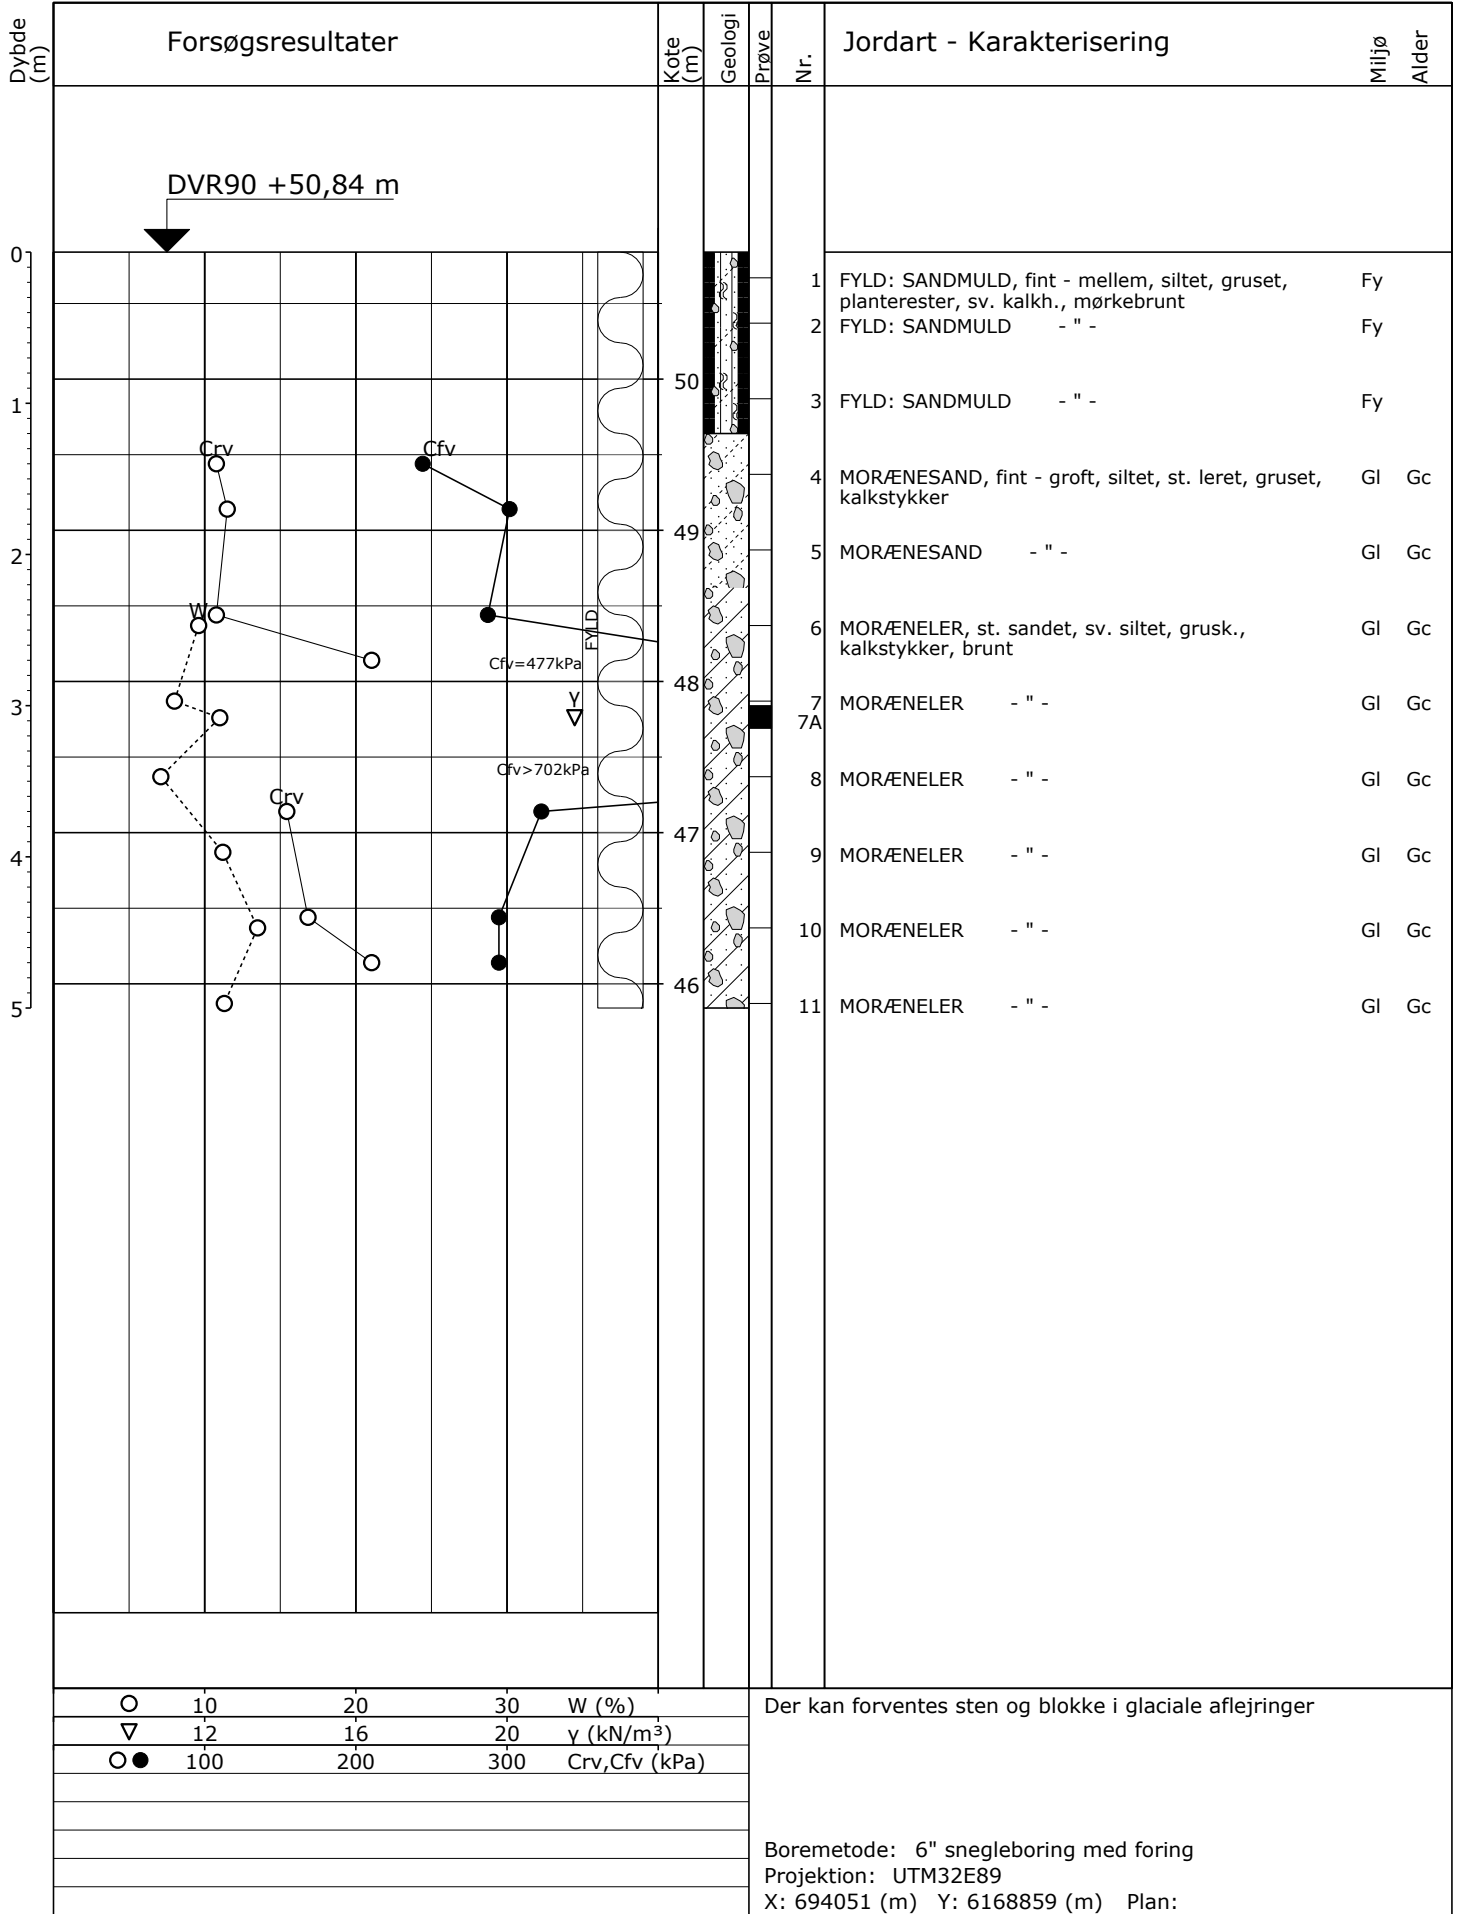 Dybde (m)
Forsøgsresultater
Kote (m)
Geologi
Prøve
Nr.
Jordart - Karakterisering
Miljø
Alder
DVR90 +50,84 m
0
1 FYLD: SANDMULD, fint - mellem, siltet, gruset, Fy
planterester, sv. kalkh., mørkebrunt
2 FYLD: SANDMULD - " - Fy
50
1
3 FYLD: SANDMULD - " - Fy
Crv
Cfv
4 MORÆNESAND, fint - groft, siltet, st. leret, gruset, Gl Gc
kalkstykker
49
2
5 MORÆNESAND - " - Gl Gc
W
FYLD
6 MORÆNELER, st. sandet, sv. siltet, grusk., Gl Gc
kalkstykker, brunt
Cfv=477kPa
48
3
γ
7 MORÆNELER - " - Gl Gc
7A
Cfv>702kPa
8 MORÆNELER - " - Gl Gc
Crv
47
4
9 MORÆNELER - " - Gl Gc
10 MORÆNELER - " - Gl Gc
46
5
11 MORÆNELER - " - Gl Gc
10 20 30 W (%)
12 16 20 γ (kN/m³)
100 200 300 Crv,Cfv (kPa)
Der kan forventes sten og blokke i glaciale aflejringer
Boremetode: 6" snegleboring med foring
Projektion: UTM32E89
X: 694051 (m) Y: 6168859 (m) Plan: